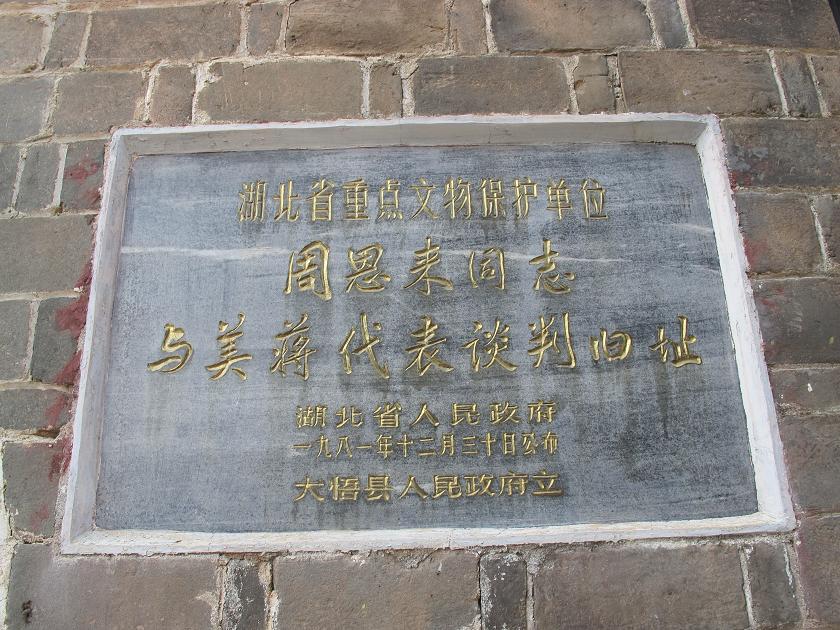 湖北省重点文物保护单位
周恩来同志
与美蒋代表谈判旧址
湖北省人民政府
一九八一年十二月三十日公布
大悟县人民政府立